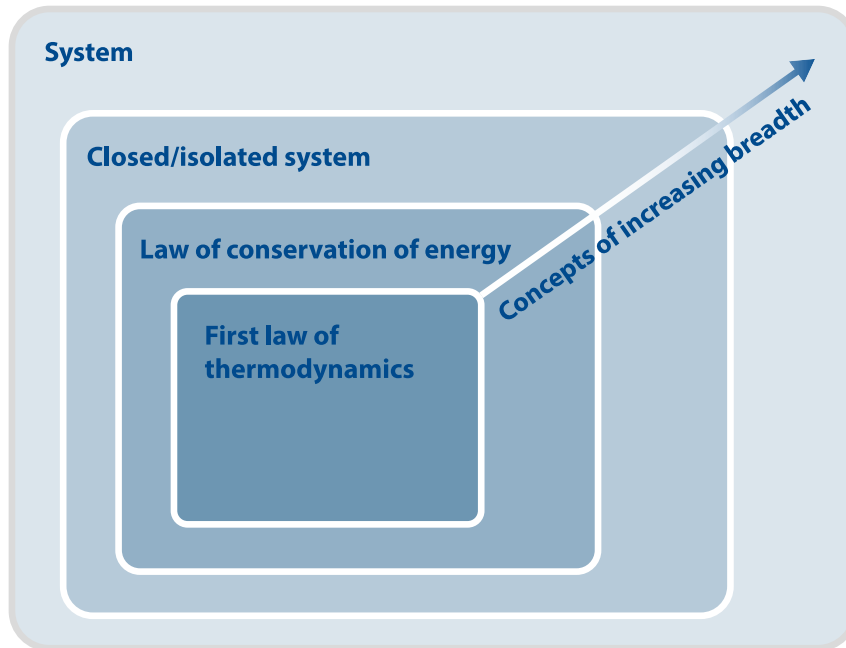 System
Closed/isolated system
Law of conservation of energy
First law of
thermodynamics
Concepts of increasing breadth